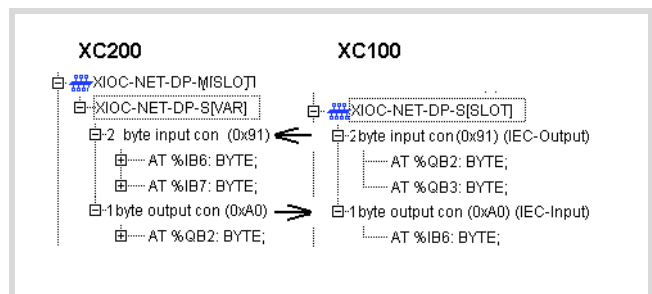 XC200
XIOC-NET-DP-M[SLOT]
XIOC-NET-DP-S[VAR]
2 byte input con (0x91)
AT %IB6: BYTE;
AT %IB7: BYTE;
1byte output con (0xA0)
AT %QB2: BYTE;
XC100
XIOC-NET-DP-S[SLOT]
2byte input con (0x91) (IEC-Output)
AT %QB2: BYTE;
AT %QB3: BYTE;
1byte output con (0xA0) (IEC-Input)
AT %IB6: BYTE;